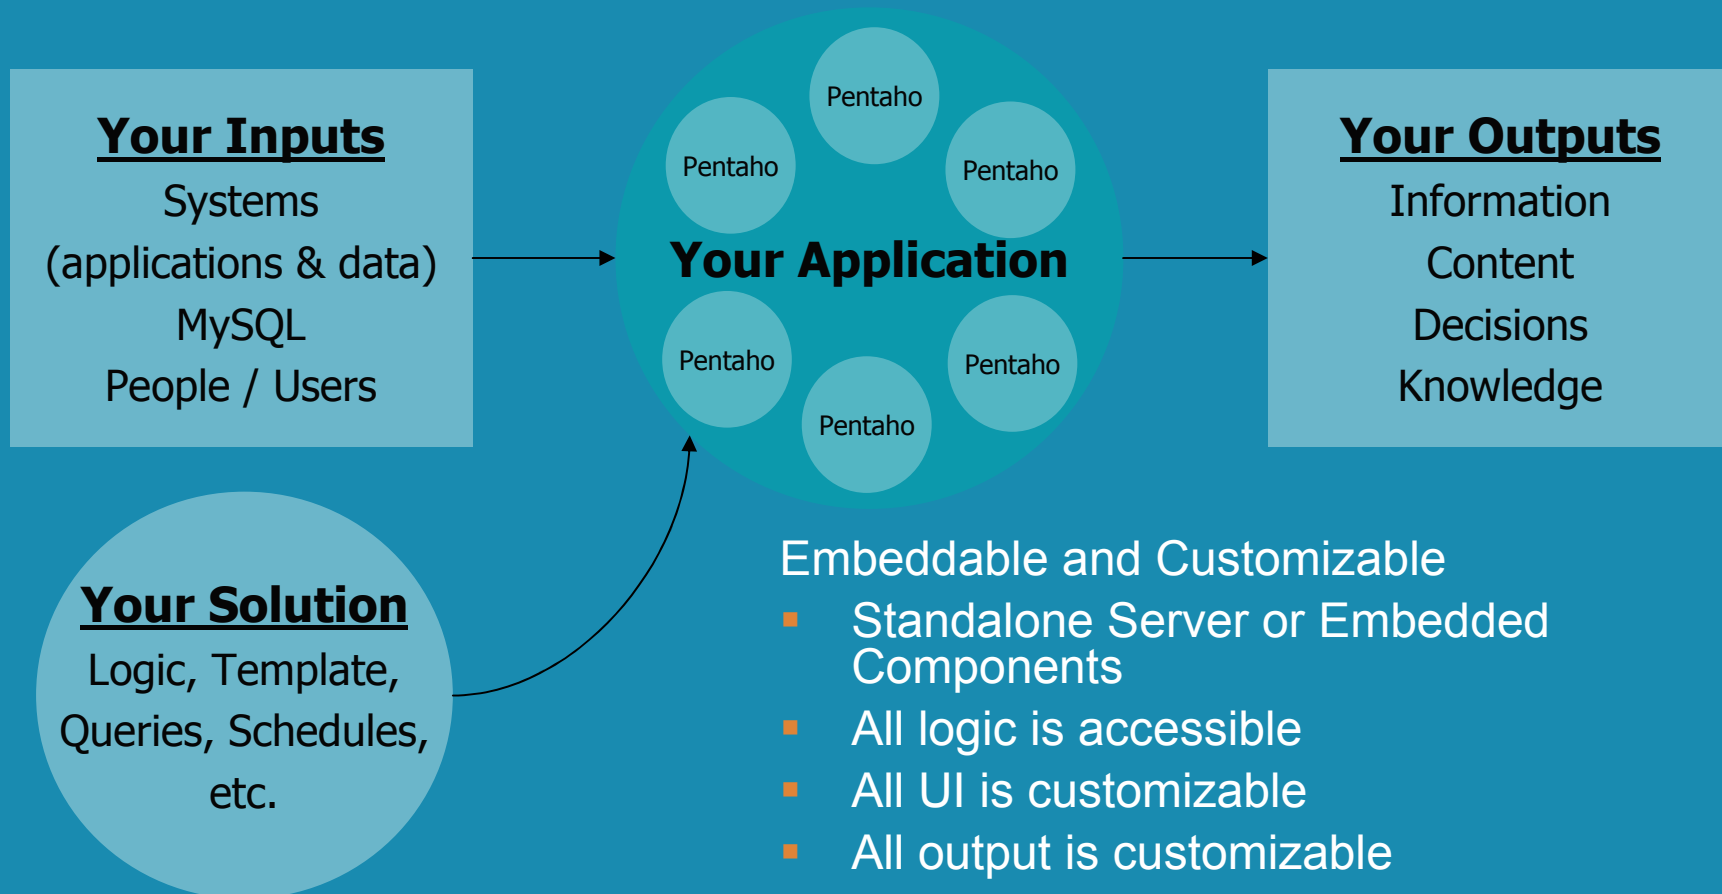 Your Inputs
Systems
(applications & data)
MySQL
People / Users
Pentaho
Pentaho
Pentaho
Your Application
Pentaho
Pentaho
Pentaho
Your Outputs
Information
Content
Decisions
Knowledge
Your Solution
Logic, Template,
Queries, Schedules,
etc.
Embeddable and Customizable
Standalone Server or Embedded
Components
All logic is accessible
All UI is customizable
All output is customizable